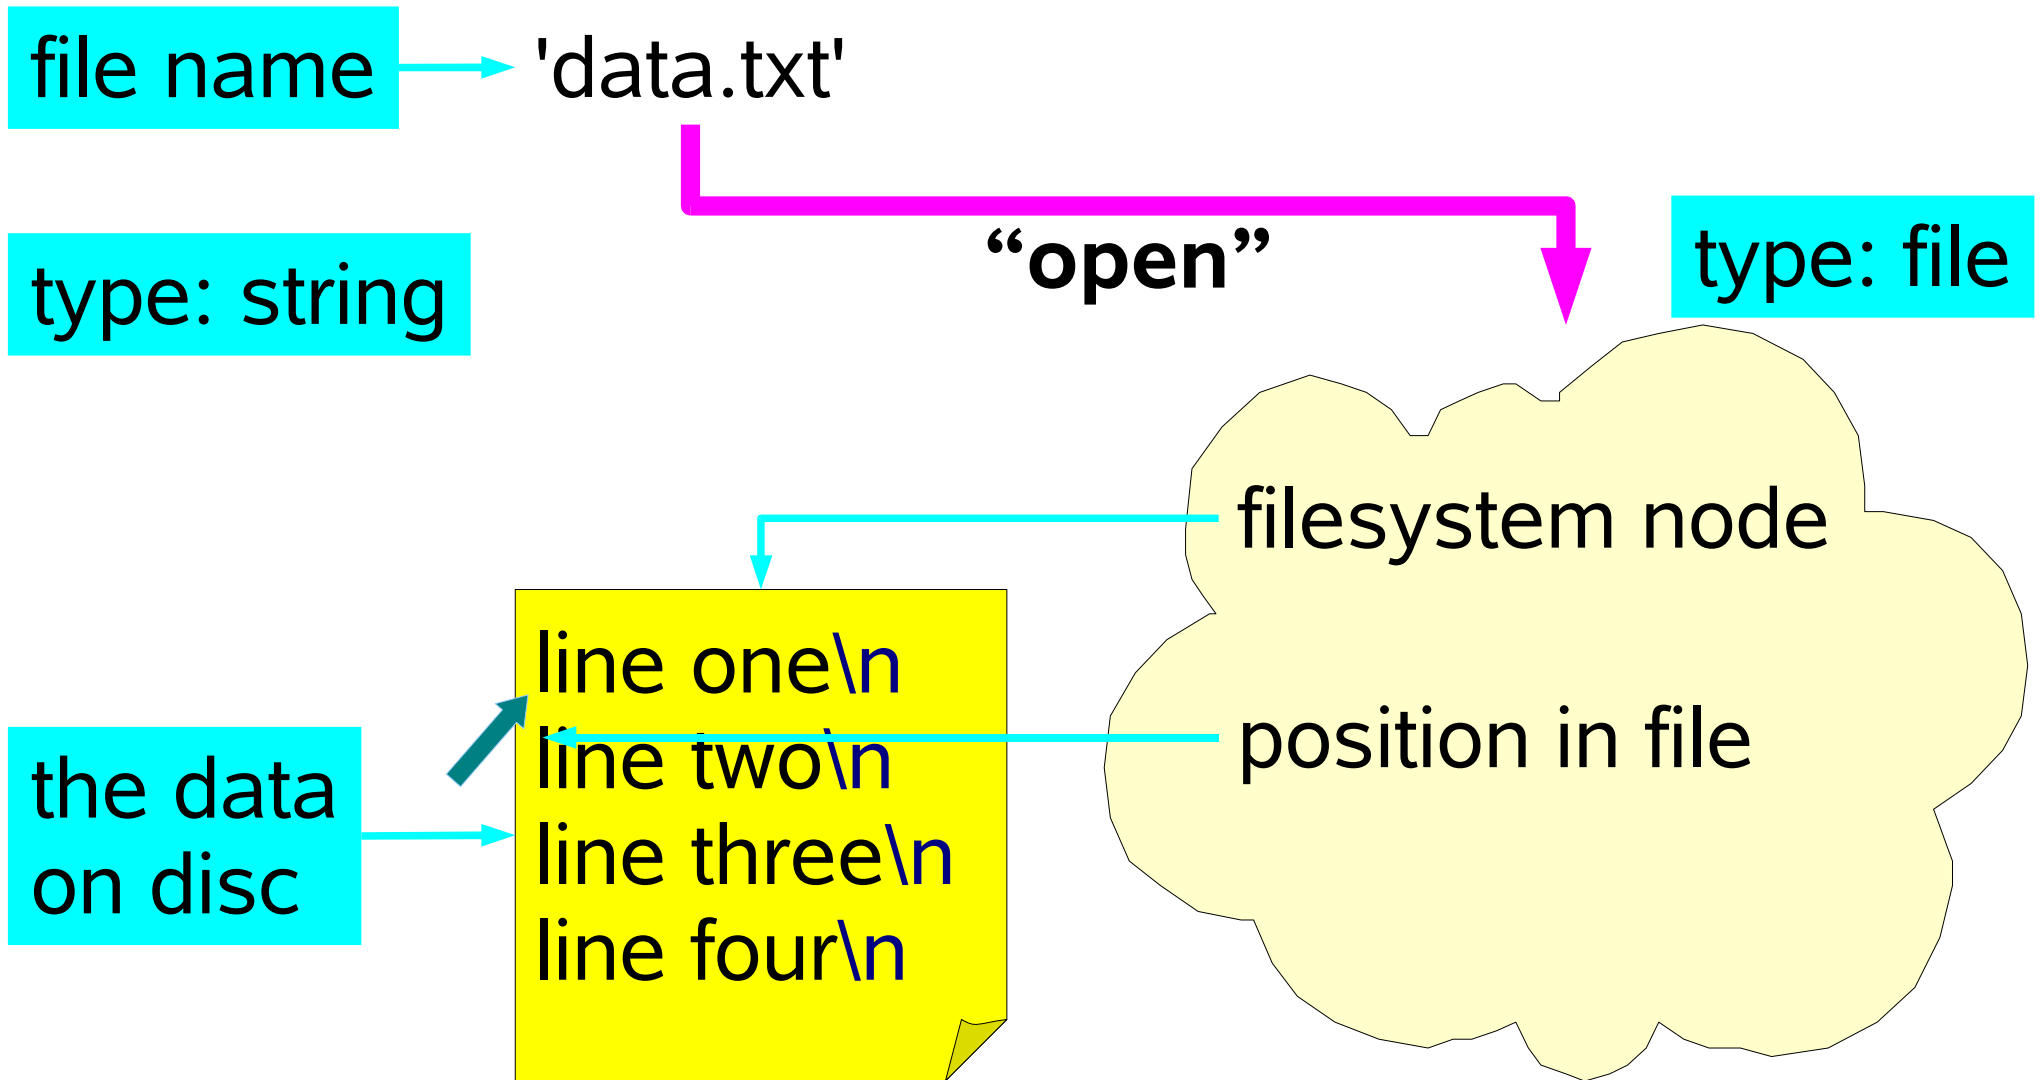 file name
'data.txt'
“open”
type: string
type: file
filesystem node
position in file
line one\n
line two\n
line three\n
line four\n
the data
on disc